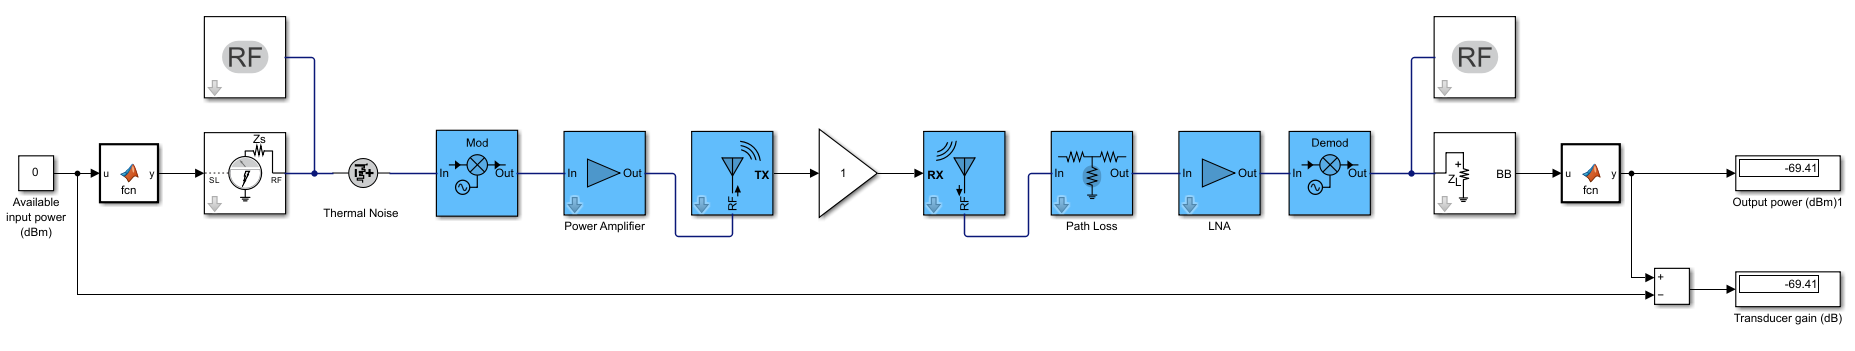 RF
RF
0
Available
input power
(dBm)
u
y
fcn
Zs
SL
RF
Thermal Noise
Mod
In
Out
In
Out
Power Amplifier
RF
TX
1
RX
RF
In
Out
Path Loss
In
Out
LNA
Demod
In
Out
+
ZL
BB
u
y
fcn
-69.41
Output power (dBm)1
+
−
-69.41
Transducer gain (dB)